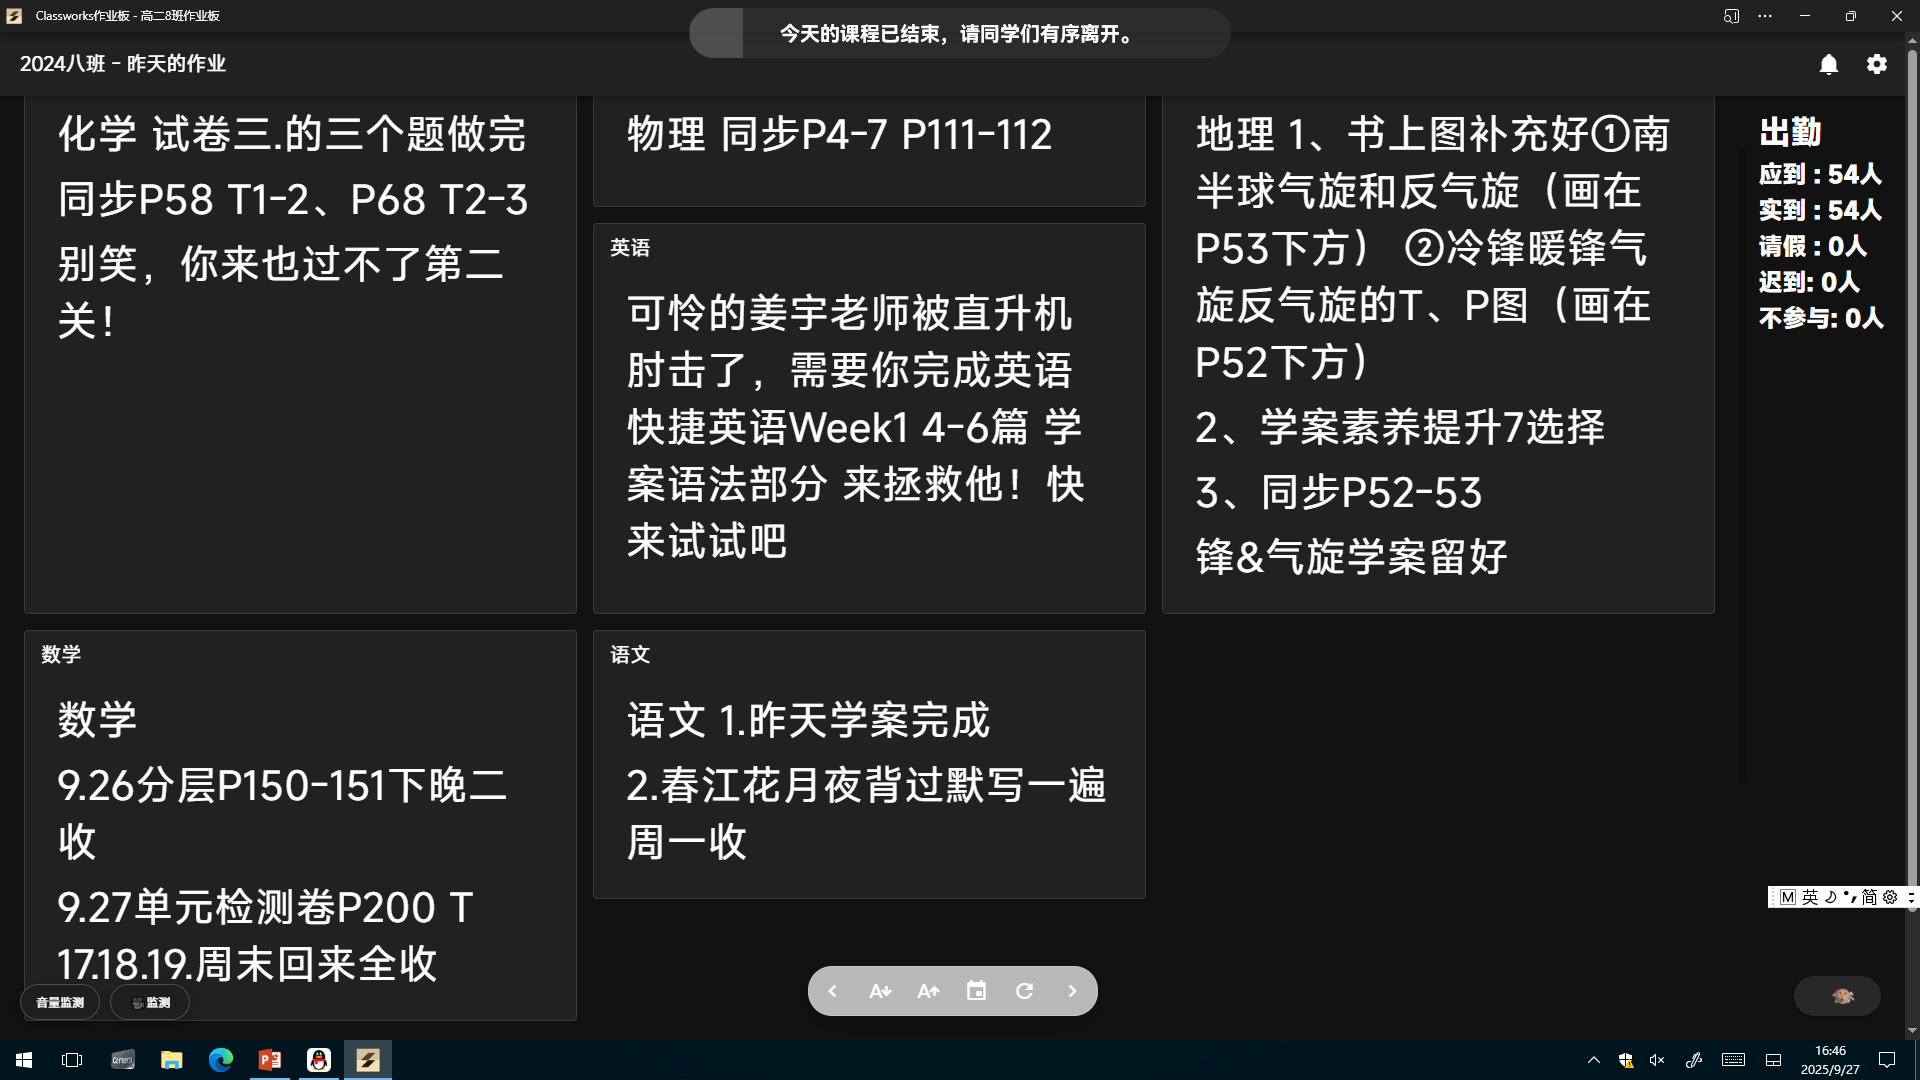 Classworks作业板 - 高二8班作业板
今天的课程已结束，请同学们有序离开。
2024八班 - 昨天的作业
化学 试卷三.的三个题做完
同步P58 T1-2、P68 T2-3
别笑，你来也过不了第二
关！
物理 同步P4-7 P111-112
英语
可怜的姜宇老师被直升机
肘击了，需要你完成英语
快捷英语Week1 4-6篇 学
案语法部分 来拯救他！快
来试试吧
地理 1、书上图补充好①南
半球气旋和反气旋（画在
P53下方） ②冷锋暖锋气
旋反气旋的T、P图（画在
P52下方）
2、学案素养提升7选择
3、同步P52-53
锋&气旋学案留好
出勤
应到 : 54人
实到 : 54人
请假 : 0人
迟到: 0人
不参与: 0人
数学
数学
9.26分层P150-151下晚二
收
9.27单元检测卷P200 T
17.18.19.周末回来全收
语文
语文 1.昨天学案完成
2.春江花月夜背过默写一遍
周一收
音量监测
监测
M 英 简
16:46
2025/9/27